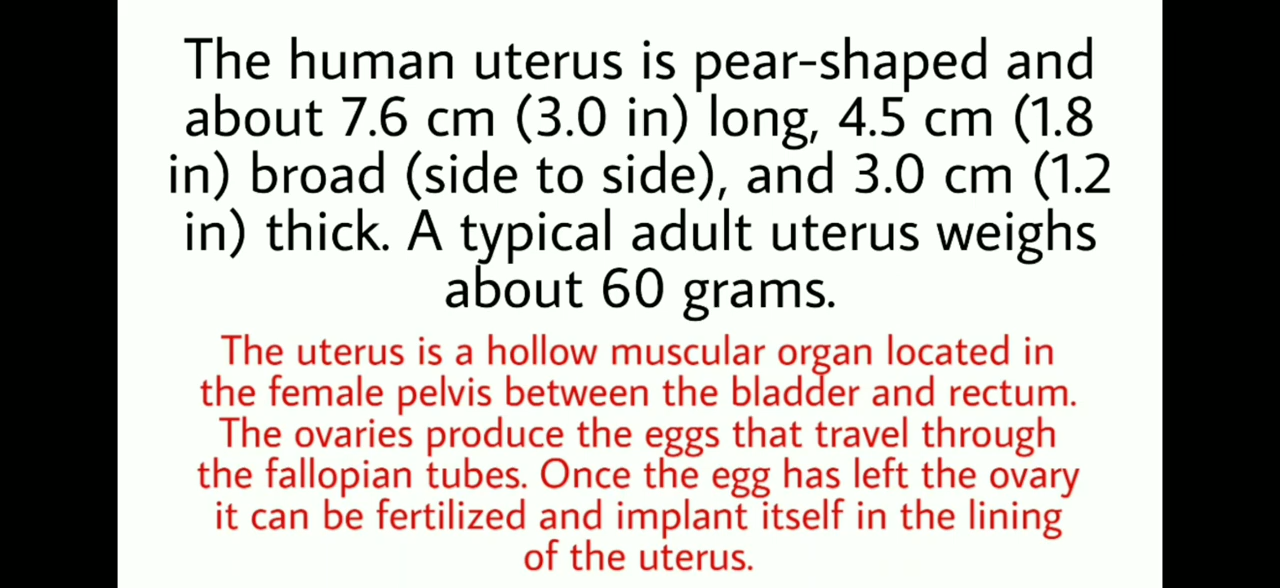 The human uterus is pear-shaped and
about 7.6 cm (3.0 in) long, 4.5 cm (1.8
in) broad (side to side), and 3.0 cm (1.2
in) thick. A typical adult uterus weighs
about 60 grams.
The uterus is a hollow muscular organ located in
the female pelvis between the bladder and rectum.
The ovaries produce the eggs that travel through
the fallopian tubes. Once the egg has left the ovary
it can be fertilized and implant itself in the lining
of the uterus.